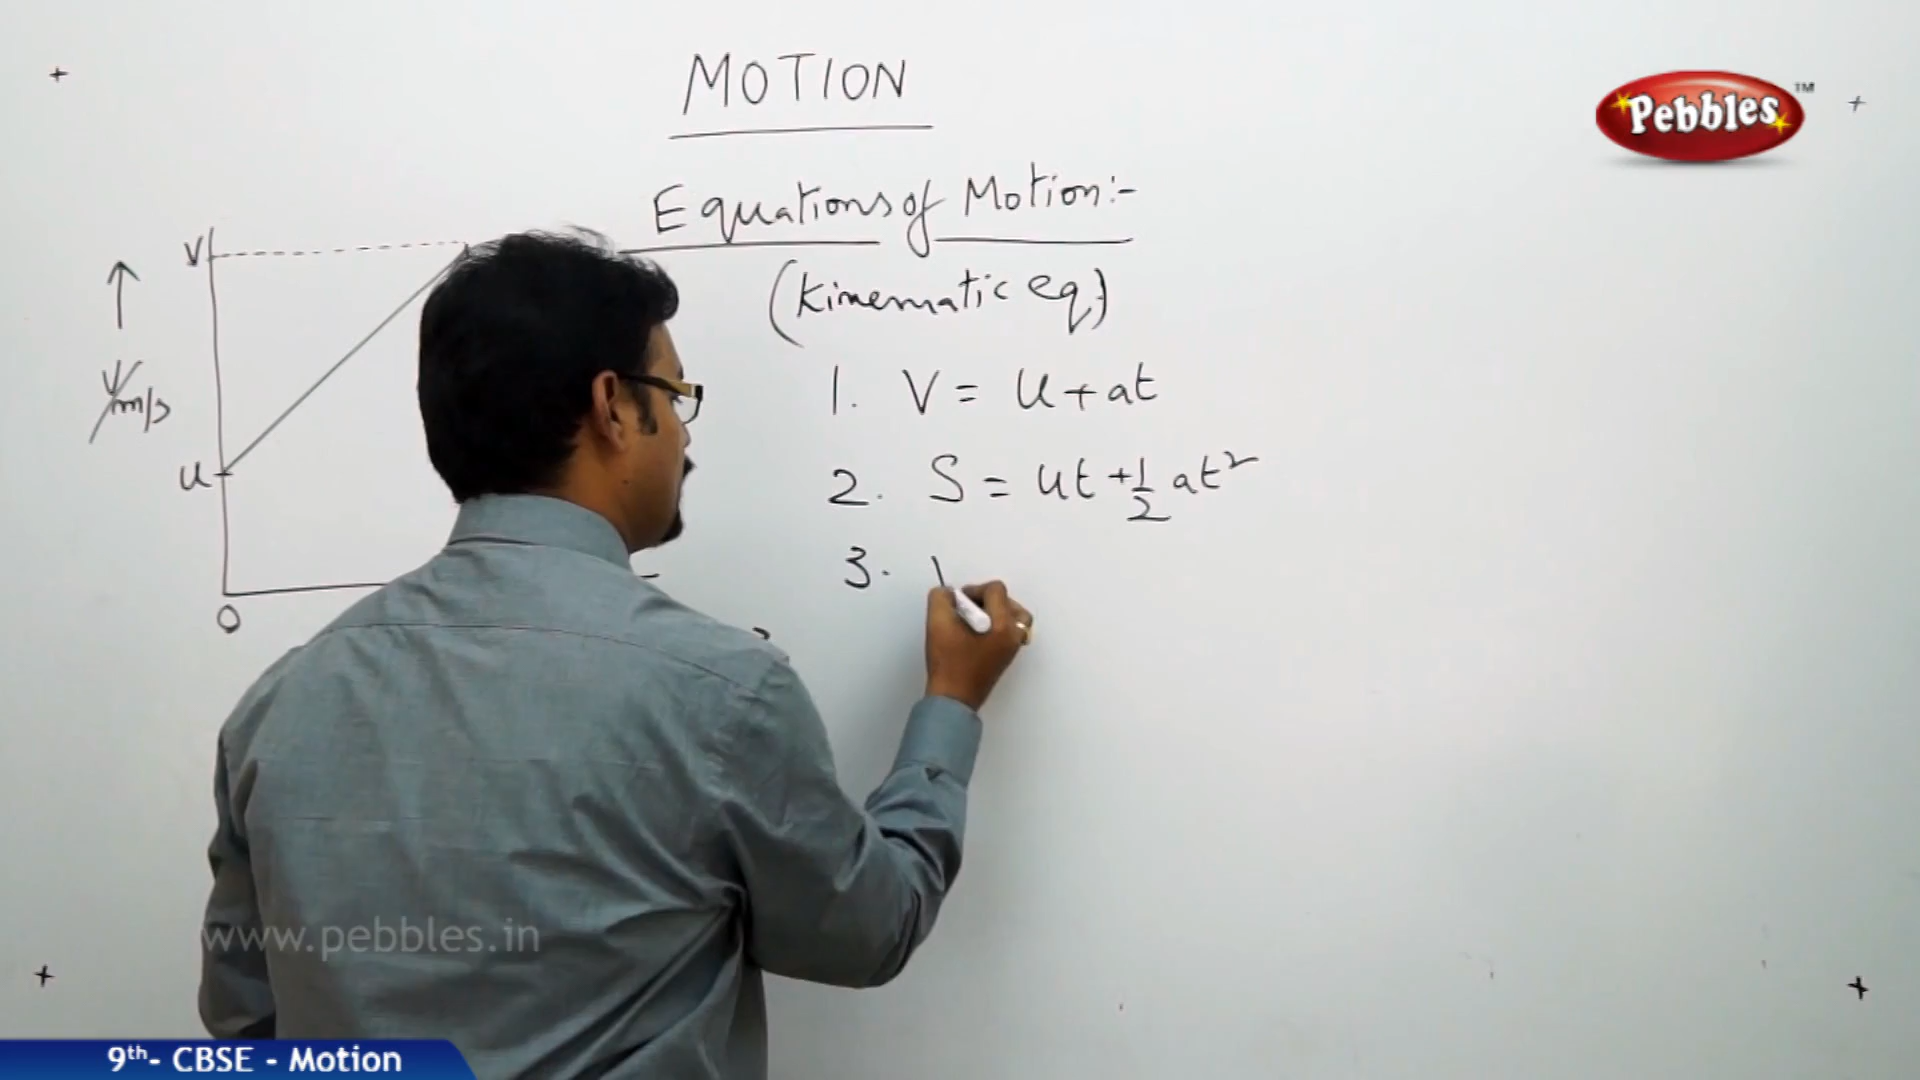 MOTION
Pebbles™
Equations of Motion:-
(Kinematic eq.)
V
V/m/s
U
O
1. V = U + at
2. S = ut + 1/2 at²
3.
www.pebbles.in
9th- CBSE - Motion